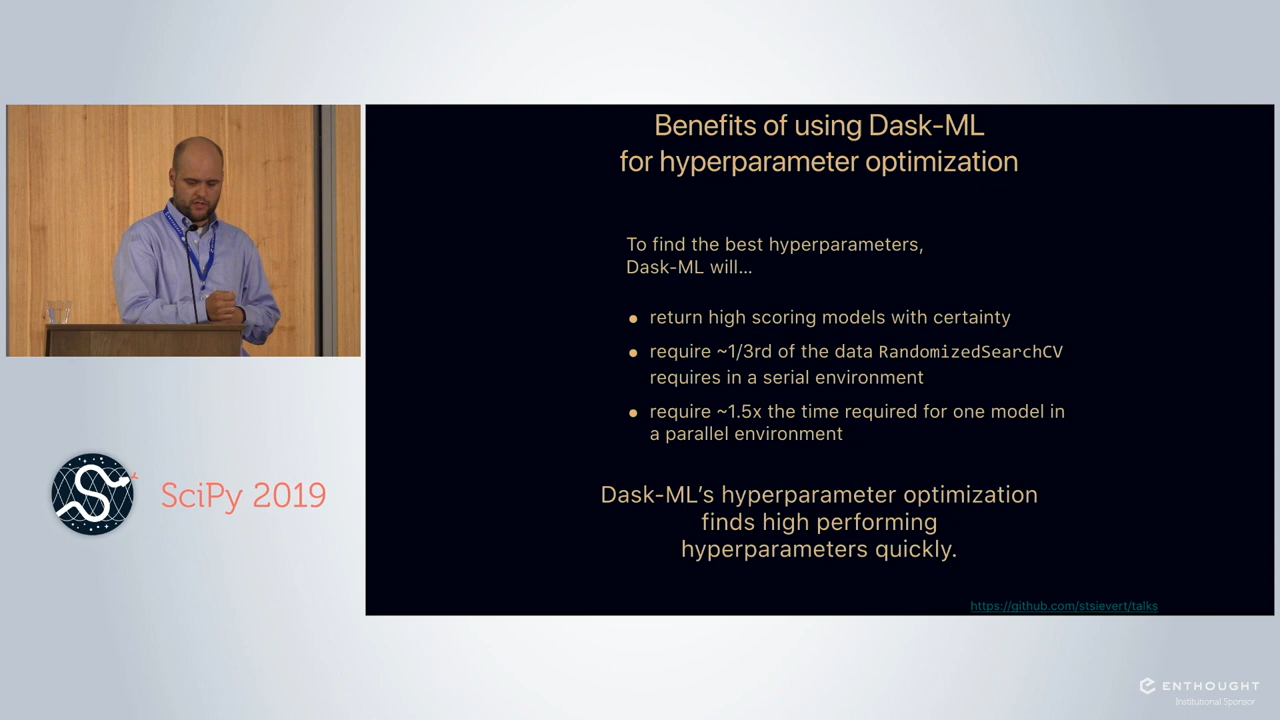 Benefits of using Dask-ML
for hyperparameter optimization
To find the best hyperparameters,
Dask-ML will...
● return high scoring models with certainty
● require ~1/3rd of the data RandomizedSearchCV
requires in a serial environment
● require ~1.5x the time required for one model in
a parallel environment
Dask-ML’s hyperparameter optimization
finds high performing
hyperparameters quickly.
https://github.com/stsievert/talks
SciPy 2019
ENTHOUGHT
Institutional Sponsor